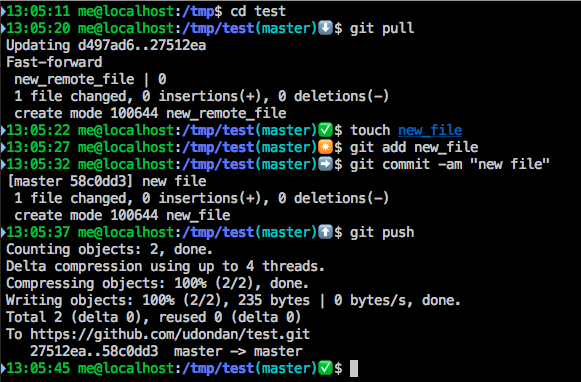 13:05:11 me@localhost:/tmp$ cd test
13:05:20 me@localhost:/tmp/test(master)⬇️$ git pull
Updating d497ad6..27512ea
Fast-forward
 new_remote_file | 0
 1 file changed, 0 insertions(+), 0 deletions(-)
 create mode 100644 new_remote_file
13:05:22 me@localhost:/tmp/test(master)✅$ touch new_file
13:05:27 me@localhost:/tmp/test(master)✴️$ git add new_file
13:05:32 me@localhost:/tmp/test(master)➡️$ git commit -am "new file"
[master 58c0dd3] new file
 1 file changed, 0 insertions(+), 0 deletions(-)
 create mode 100644 new_file
13:05:37 me@localhost:/tmp/test(master)⬆️$ git push
Counting objects: 2, done.
Delta compression using up to 4 threads.
Compressing objects: 100% (2/2), done.
Writing objects: 100% (2/2), 235 bytes | 0 bytes/s, done.
Total 2 (delta 0), reused 0 (delta 0)
To https://github.com/udondan/test.git
   27512ea..58c0dd3  master -> master
13:05:45 me@localhost:/tmp/test(master)✅$